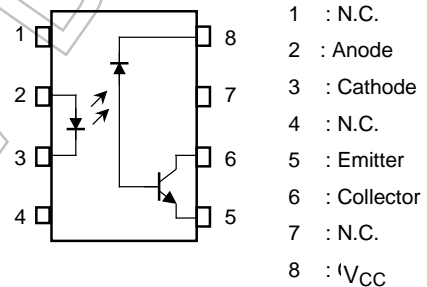 1 8
2 7
3 6
4 5
1 : N.C.
2 : Anode
3 : Cathode
4 : N.C.
5 : Emitter
6 : Collector
7 : N.C.
8 : VCC